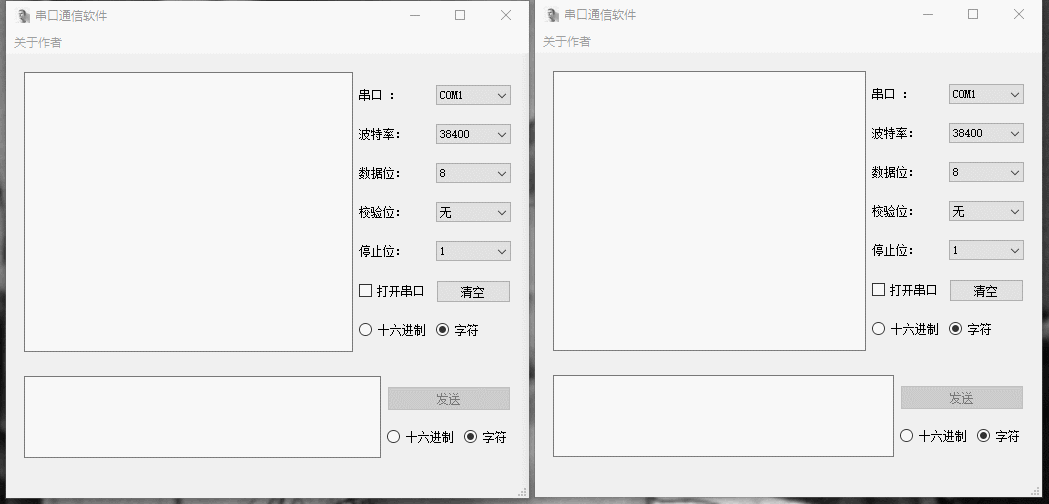 串口通信软件
关于作者
串口 : COM1
波特率: 38400
数据位: 8
校验位: 无
停止位: 1
打开串口 清空
十六进制 字符
发送
十六进制 字符
串口通信软件
关于作者
串口 : COM1
波特率: 38400
数据位: 8
校验位: 无
停止位: 1
打开串口 清空
十六进制 字符
发送
十六进制 字符